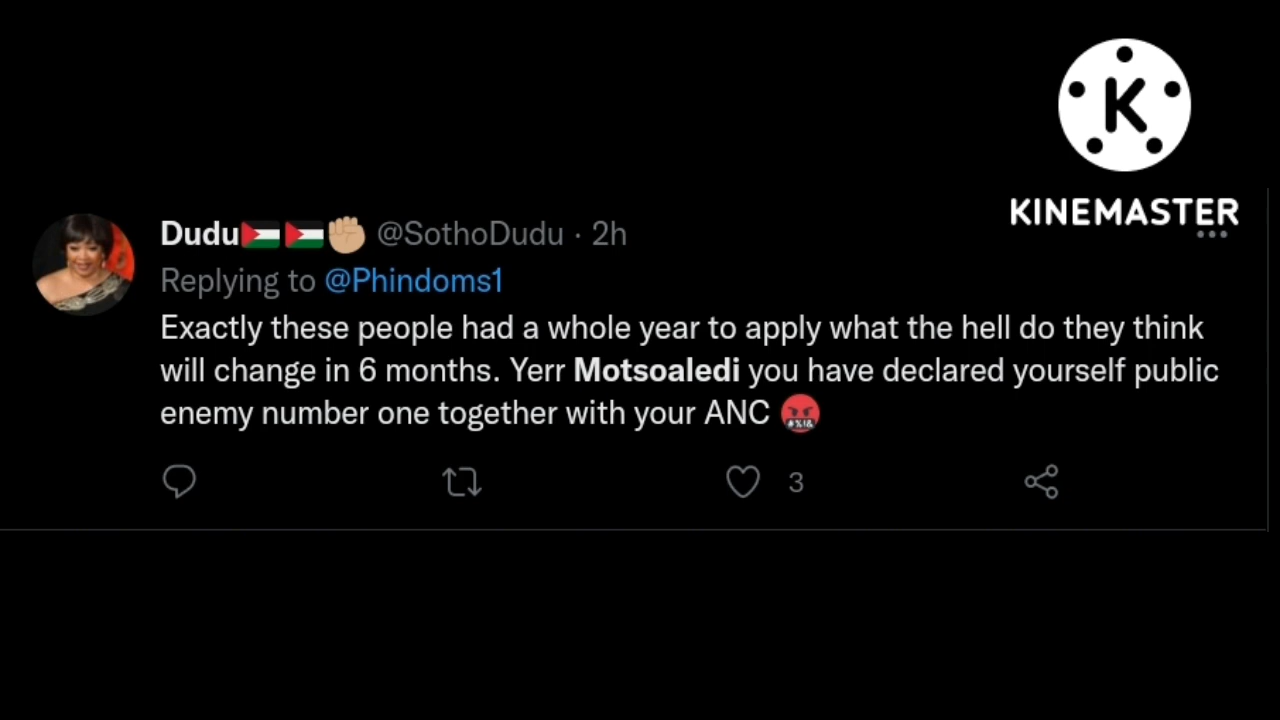 K
KINEMASTER
Dudu🇵🇸🇵🇸✊🏼 @SothoDudu · 2h
Replying to @Phindoms1
Exactly these people had a whole year to apply what the hell do they think
will change in 6 months. Yerr Motsoaledi you have declared yourself public
enemy number one together with your ANC 🤬
3